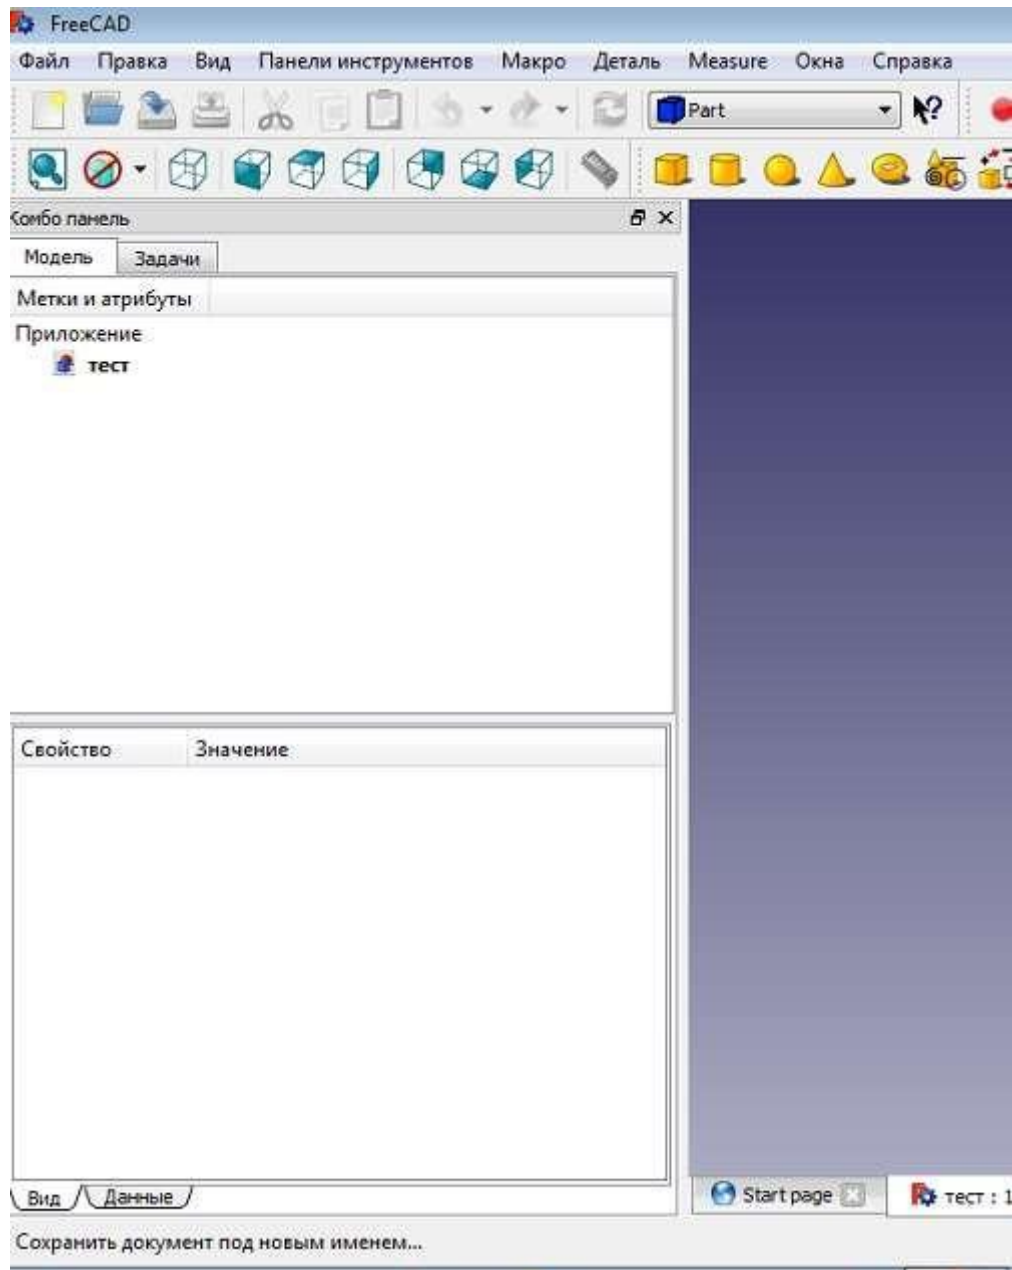 FreeCAD
Файл Правка Вид Панели инструментов Макро Деталь Measure Окна Справка
Part
Комбо панель
Модель Задачи
Метки и атрибуты
Приложение
тест
Свойство Значение
Вид Данные
Start page тест : 1
Сохранить документ под новым именем...